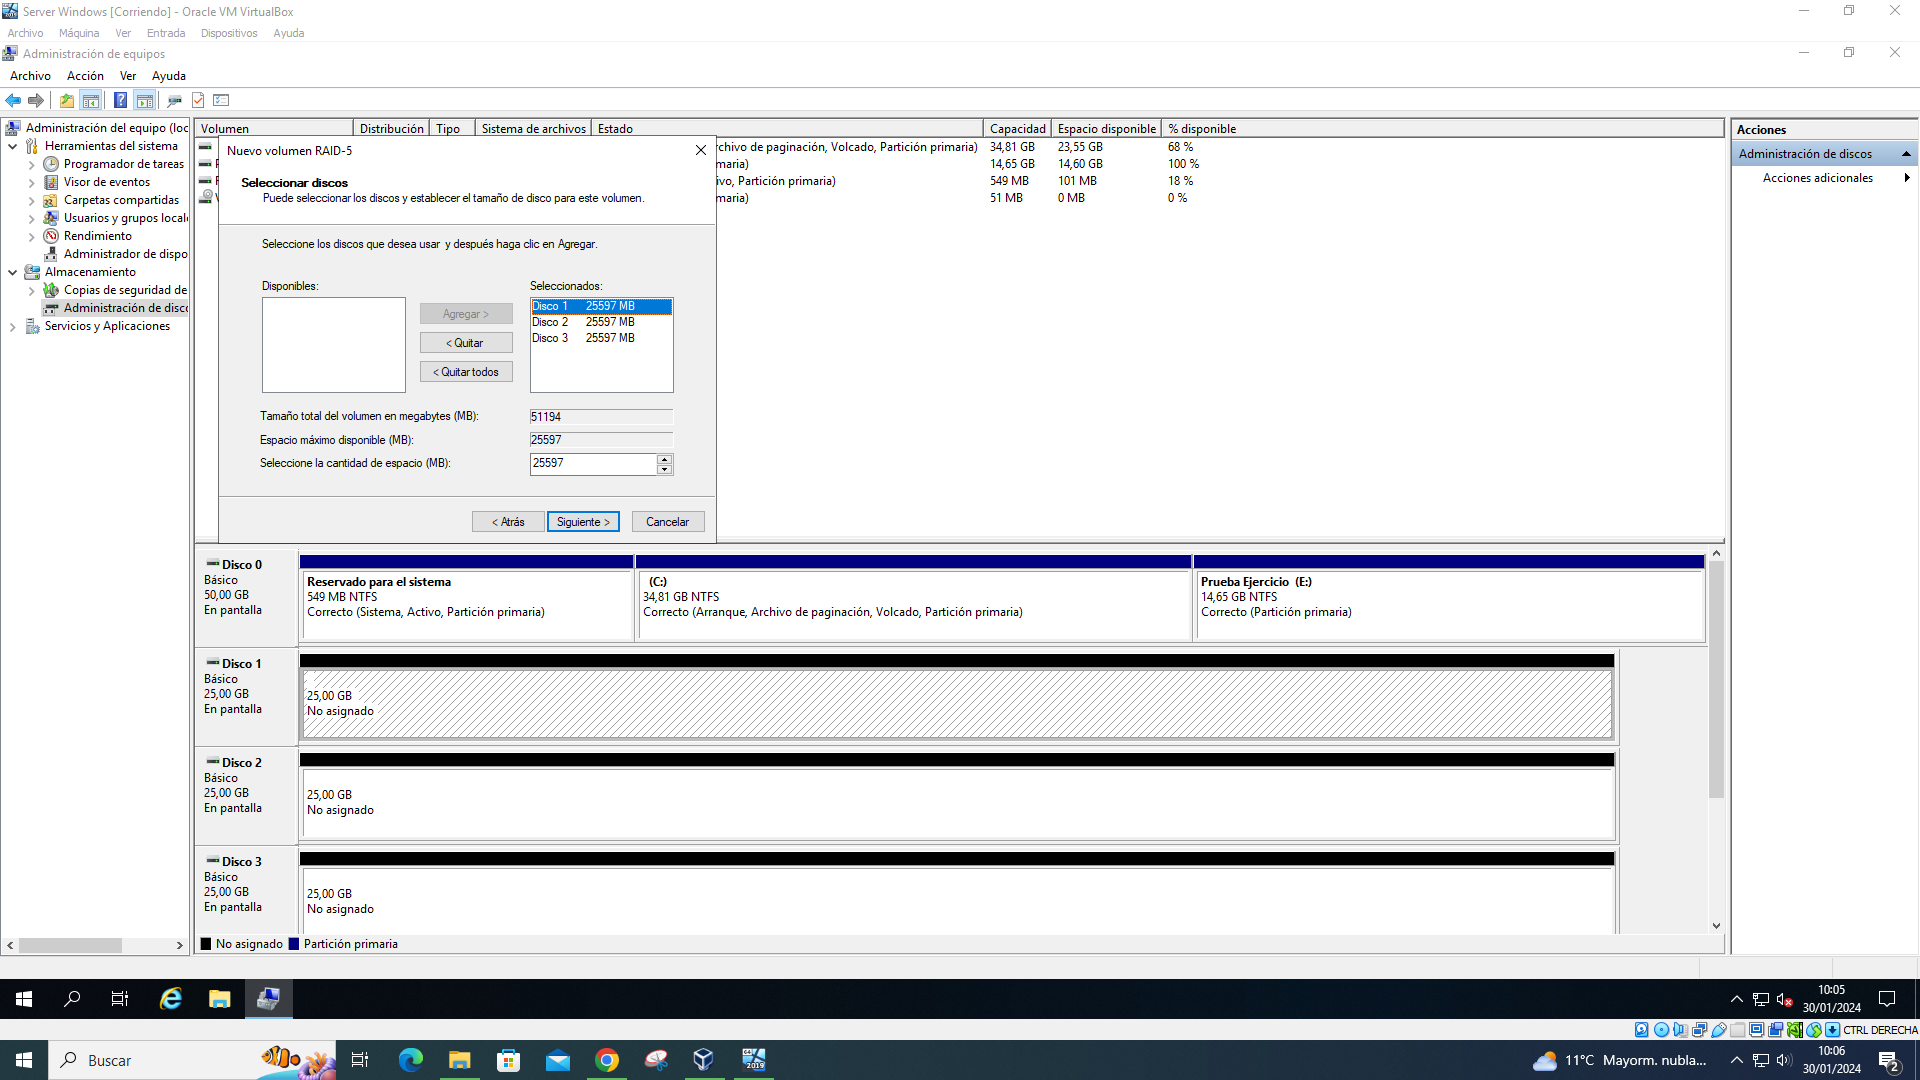 Server Windows [Corriendo] - Oracle VM VirtualBox
Archivo Máquina Ver Entrada Dispositivos Ayuda
Administración de equipos
Archivo Acción Ver Ayuda
Administración del equipo (loc
Herramientas del sistema
Programador de tareas
Visor de eventos
Carpetas compartidas
Usuarios y grupos local
Rendimiento
Administrador de dispo
Almacenamiento
Copias de seguridad de
Administración de disco
Servicios y Aplicaciones
Volumen Distribución Tipo Sistema de archivos Estado Capacidad Espacio disponible % disponible
rchivo de paginación, Volcado, Partición primaria) 34,81 GB 23,55 GB 68 %
maria) 14,65 GB 14,60 GB 100 %
ivo, Partición primaria) 549 MB 101 MB 18 %
maria) 51 MB 0 MB 0 %
Nuevo volumen RAID-5
Seleccionar discos
Puede seleccionar los discos y establecer el tamaño de disco para este volumen.
Seleccione los discos que desea usar y después haga clic en Agregar.
Disponibles:
Agregar >
< Quitar
< Quitar todos
Seleccionados:
Disco 1 25597 MB
Disco 2 25597 MB
Disco 3 25597 MB
Tamaño total del volumen en megabytes (MB): 51194
Espacio máximo disponible (MB): 25597
Seleccione la cantidad de espacio (MB): 25597
< Atrás Siguiente > Cancelar
Acciones
Administración de discos
Acciones adicionales
Disco 0
Básico
50,00 GB
En pantalla
Reservado para el sistema
549 MB NTFS
Correcto (Sistema, Activo, Partición primaria)
(C:)
34,81 GB NTFS
Correcto (Arranque, Archivo de paginación, Volcado, Partición primaria)
Prueba Ejercicio (E:)
14,65 GB NTFS
Correcto (Partición primaria)
Disco 1
Básico
25,00 GB
En pantalla
25,00 GB
No asignado
Disco 2
Básico
25,00 GB
En pantalla
25,00 GB
No asignado
Disco 3
Básico
25,00 GB
En pantalla
25,00 GB
No asignado
No asignado Partición primaria
10:05
30/01/2024
CTRL DERECHA
Buscar
64
2019
11°C Mayorm. nubla...
10:06
30/01/2024
2